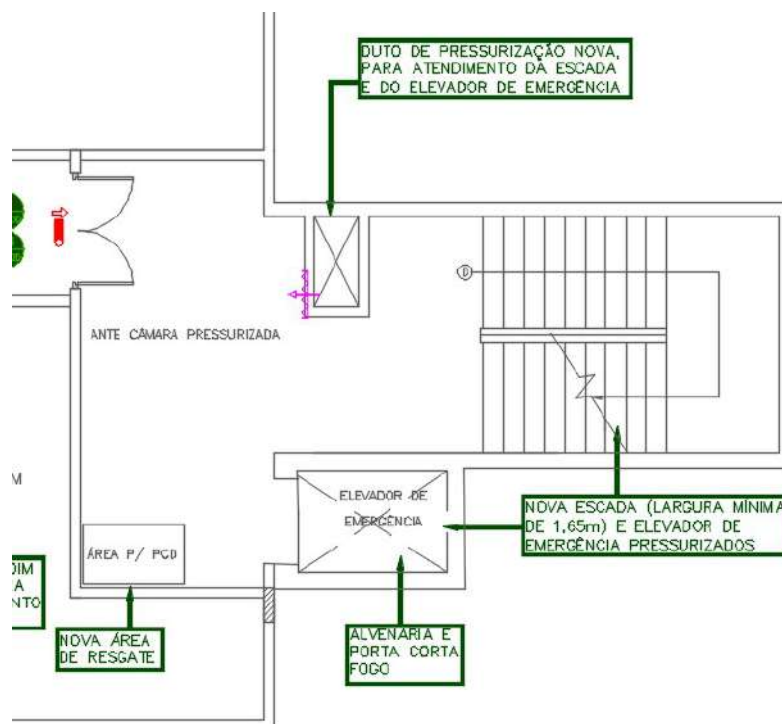 DUTO DE PRESSURIZAÇÃO NOVA,
PARA ATENDIMENTO DA ESCADA
E DO ELEVADOR DE EMERGÊNCIA
D
ANTE CÂMARA PRESSURIZADA
M
ELEVADOR DE
EMERGÊNCIA
NOVA ESCADA (LARGURA MÍNIMA
DE 1,65m) E ELEVADOR DE
EMERGÊNCIA PRESSURIZADOS
ÁREA P/ PCD
DIM
A
NTO
NOVA ÁREA
DE RESGATE
ALVENARIA E
PORTA CORTA
FOGO